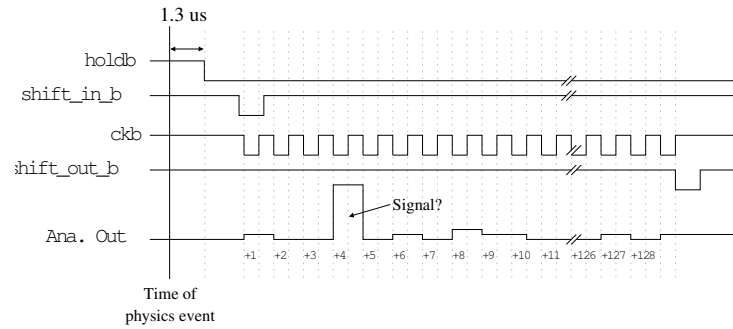 1.3 us
holdb
shift_in_b
ckb
shift_out_b
Signal?
Ana. Out
+1 +2 +3 +4 +5 +6 +7 +8 +9 +10 +11 +126 +127 +128
Time of
physics event